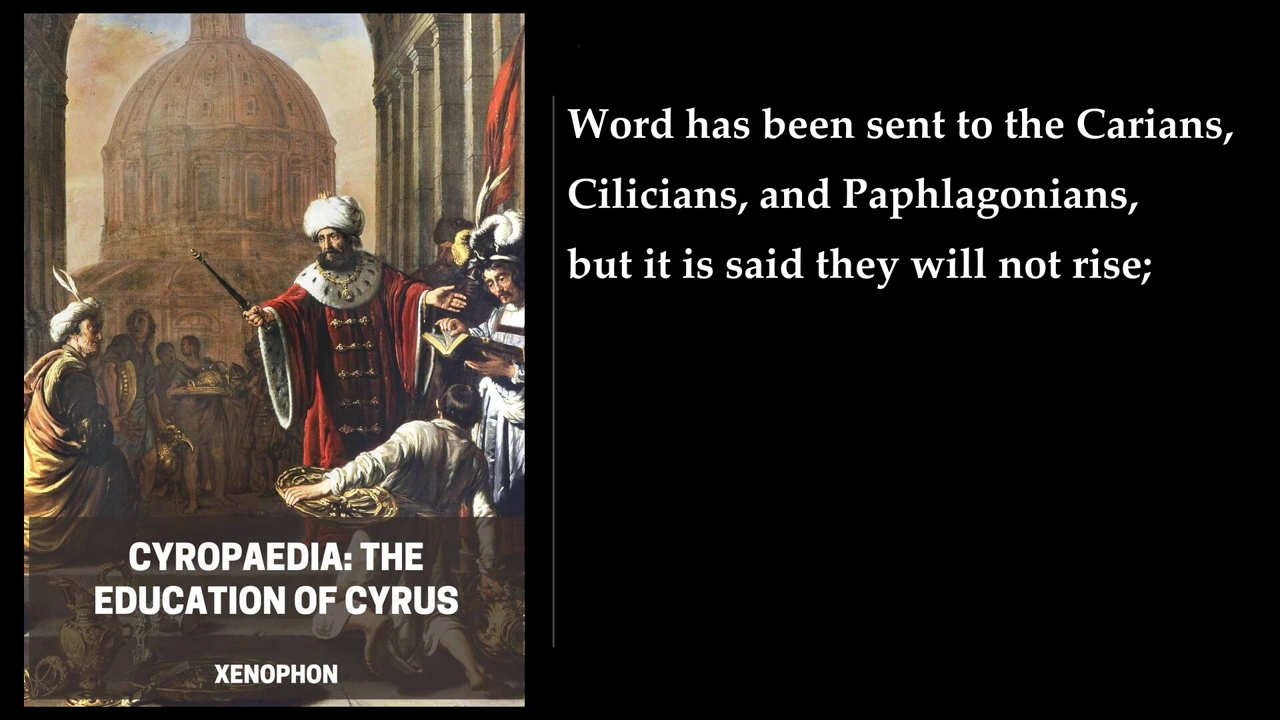 Word has been sent to the Carians,
Cilicians, and Paphlagonians,
but it is said they will not rise;
CYROPAEDIA: THE
EDUCATION OF CYRUS
XENOPHON